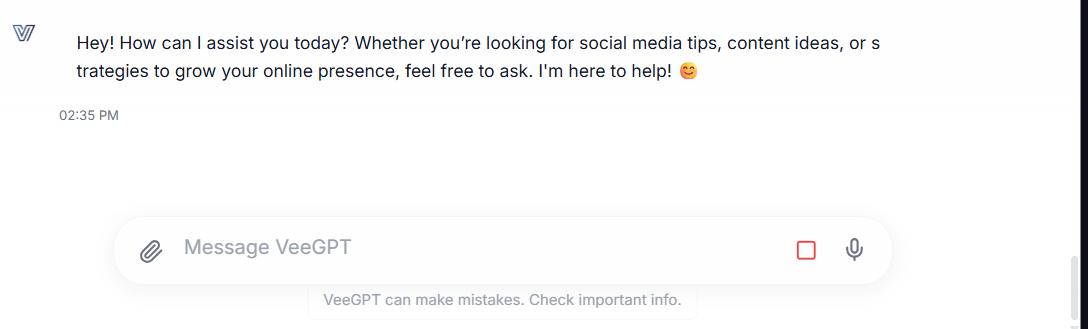 Hey! How can I assist you today? Whether you’re looking for social media tips, content ideas, or s
trategies to grow your online presence, feel free to ask. I'm here to help! 😊
02:35 PM
Message VeeGPT
VeeGPT can make mistakes. Check important info.